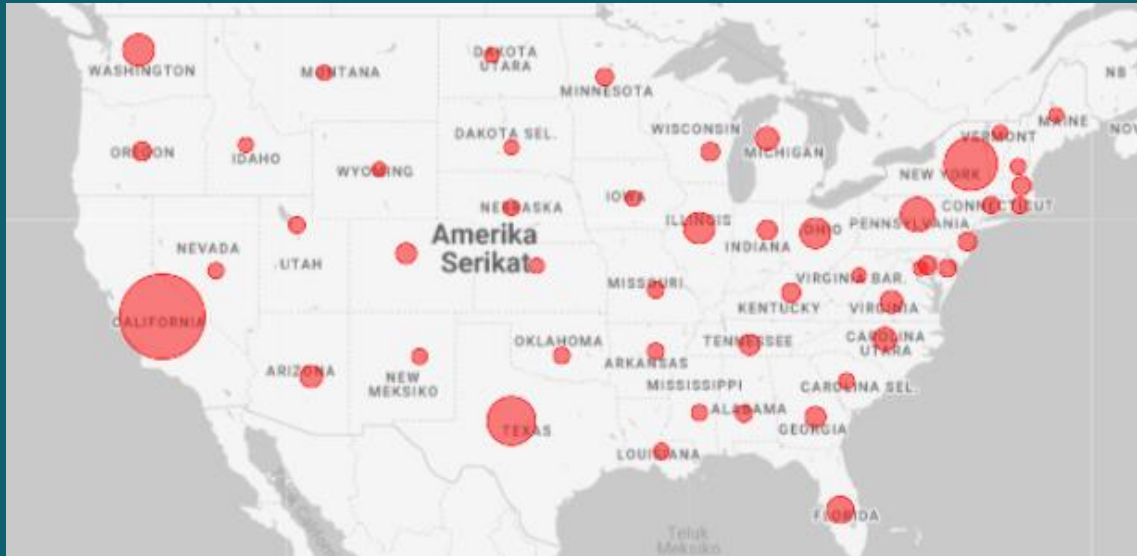 WASHINGTON
MONTANA
DAKOTA
UTARA
MINNESOTA
NB
MAINE
VERMONT
OREGON
IDAHO
DAKOTA SEL.
WISCONSIN
MICHIGAN
WYOMING
NEW YORK
IOWA
NEBRASKA
CONNECTICUT
ILLINOIS
PENNSYLVANIA
OHIO
INDIANA
NEVADA
UTAH
Amerika
Serikat
MISSOURI
VIRGINIA BAR.
KENTUCKY
VIRGINIA
CALIFORNIA
OKLAHOMA
TENNESSEE
CAROLINA
UTARA
ARKANSAS
ARIZONA
NEW
MEKSIKO
MISSISSIPPI
CAROLINA SEL.
ALABAMA
TEXAS
GEORGIA
LOUISIANA
FLORIDA
Teluk
Meksiko